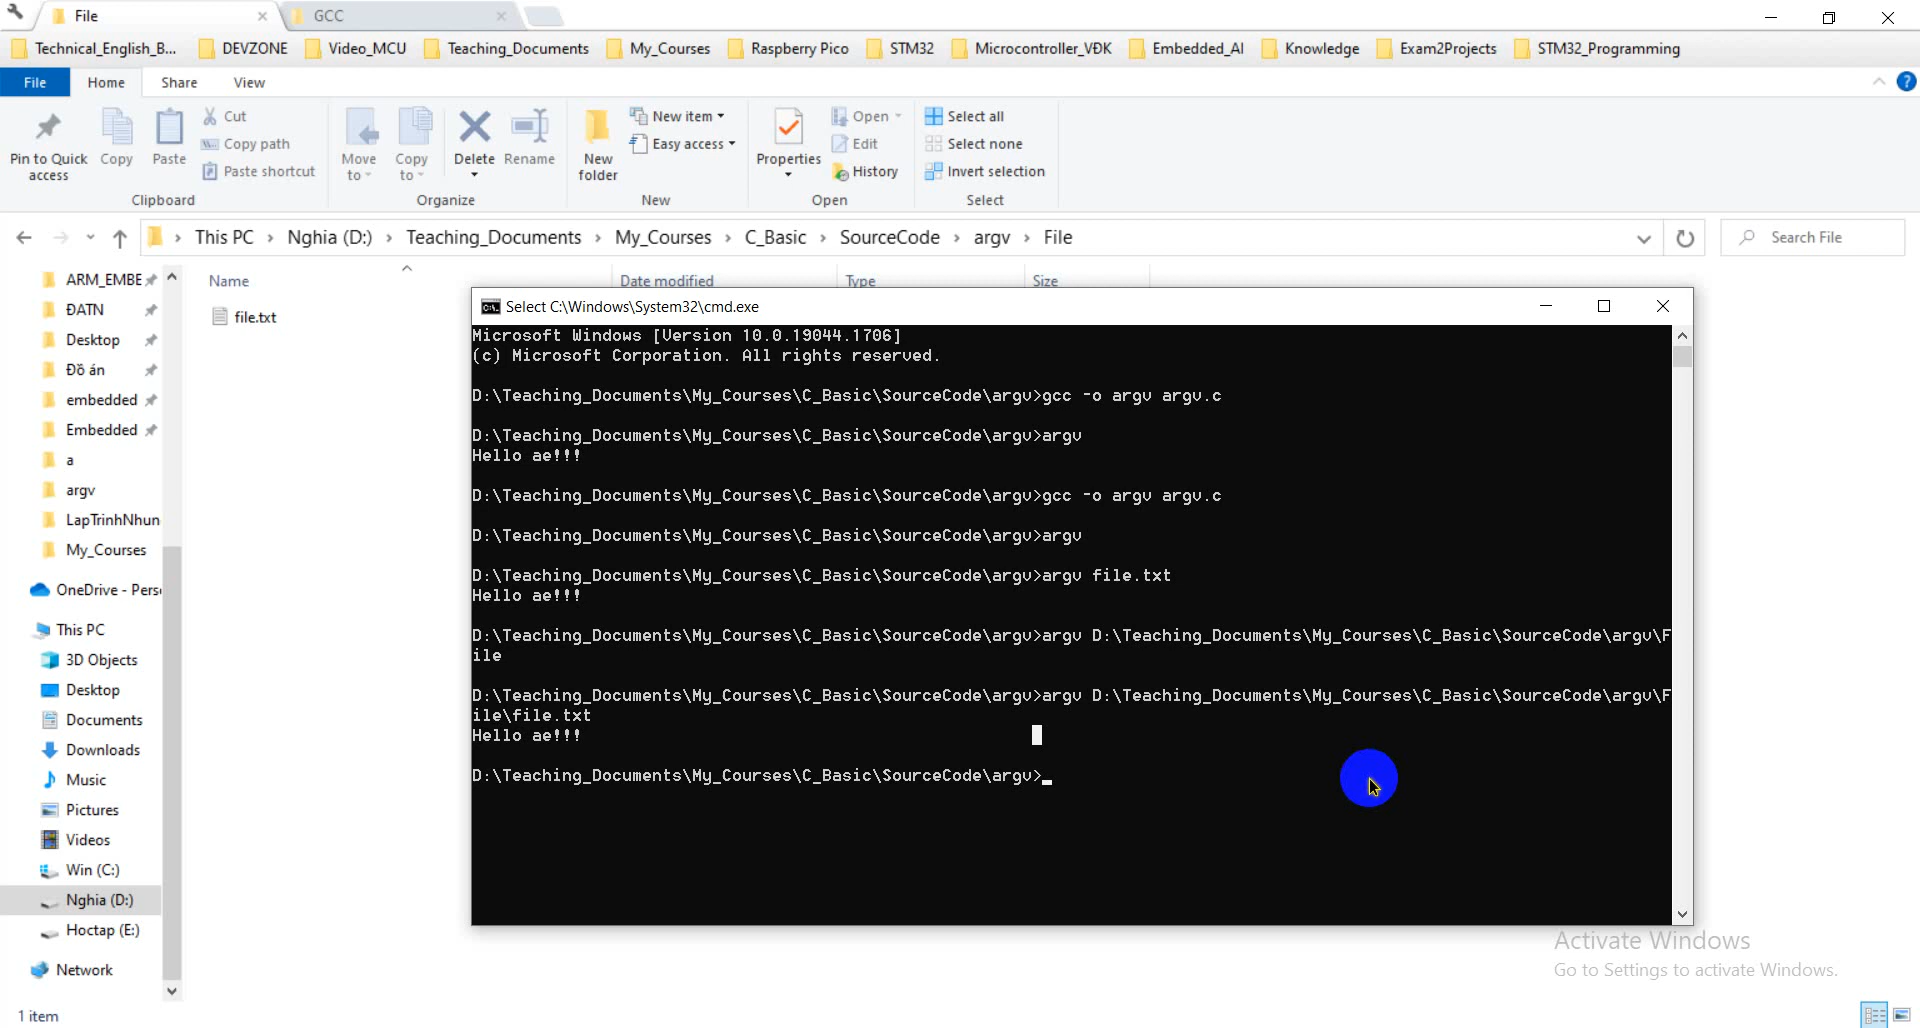 File
GCC
Technical_English_B...
DEVZONE
Video_MCU
Teaching_Documents
My_Courses
Raspberry Pico
STM32
Microcontroller_VĐK
Embedded_AI
Knowledge
Exam2Projects
STM32_Programming
File
Home
Share
View
Pin to Quick
access
Copy
Paste
Cut
Copy path
Paste shortcut
Clipboard
Move
to
Copy
to
Delete
Rename
Organize
New
folder
New item
Easy access
New
Properties
Open
Edit
History
Open
Select all
Select none
Invert selection
Select
This PC › Nghia (D:) › Teaching_Documents › My_Courses › C_Basic › SourceCode › argv › File
Search File
ARM_EMBE
ĐATN
Desktop
Đồ án
embedded
Embedded
a
argv
LapTrinhNhun
My_Courses
OneDrive - Pers
This PC
3D Objects
Desktop
Documents
Downloads
Music
Pictures
Videos
Win (C:)
Nghia (D:)
Hoctap (E:)
Network
1 item
Name
Date modified
Type
Size
file.txt
Select C:\Windows\System32\cmd.exe
Microsoft Windows [Version 10.0.19044.1706]
(c) Microsoft Corporation. All rights reserved.
D:\Teaching_Documents\My_Courses\C_Basic\SourceCode\argv>gcc -o argv argv.c
D:\Teaching_Documents\My_Courses\C_Basic\SourceCode\argv>argv
Hello ae!!!
D:\Teaching_Documents\My_Courses\C_Basic\SourceCode\argv>gcc -o argv argv.c
D:\Teaching_Documents\My_Courses\C_Basic\SourceCode\argv>argv
D:\Teaching_Documents\My_Courses\C_Basic\SourceCode\argv>argv file.txt
Hello ae!!!
D:\Teaching_Documents\My_Courses\C_Basic\SourceCode\argv>argv D:\Teaching_Documents\My_Courses\C_Basic\SourceCode\argv\F
ile
D:\Teaching_Documents\My_Courses\C_Basic\SourceCode\argv>argv D:\Teaching_Documents\My_Courses\C_Basic\SourceCode\argv\F
ile\file.txt
Hello ae!!!
D:\Teaching_Documents\My_Courses\C_Basic\SourceCode\argv>_
Activate Windows
Go to Settings to activate Windows.